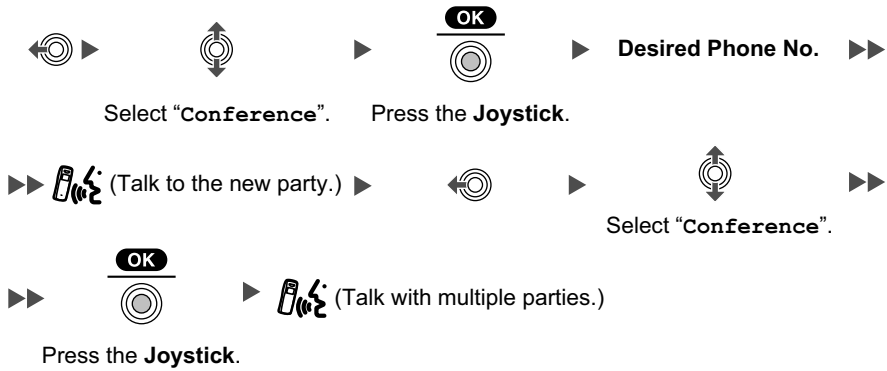 OK
Desired Phone No.
Select “Conference”. Press the Joystick.
(Talk to the new party.)
Select “Conference”.
OK
(Talk with multiple parties.)
Press the Joystick.